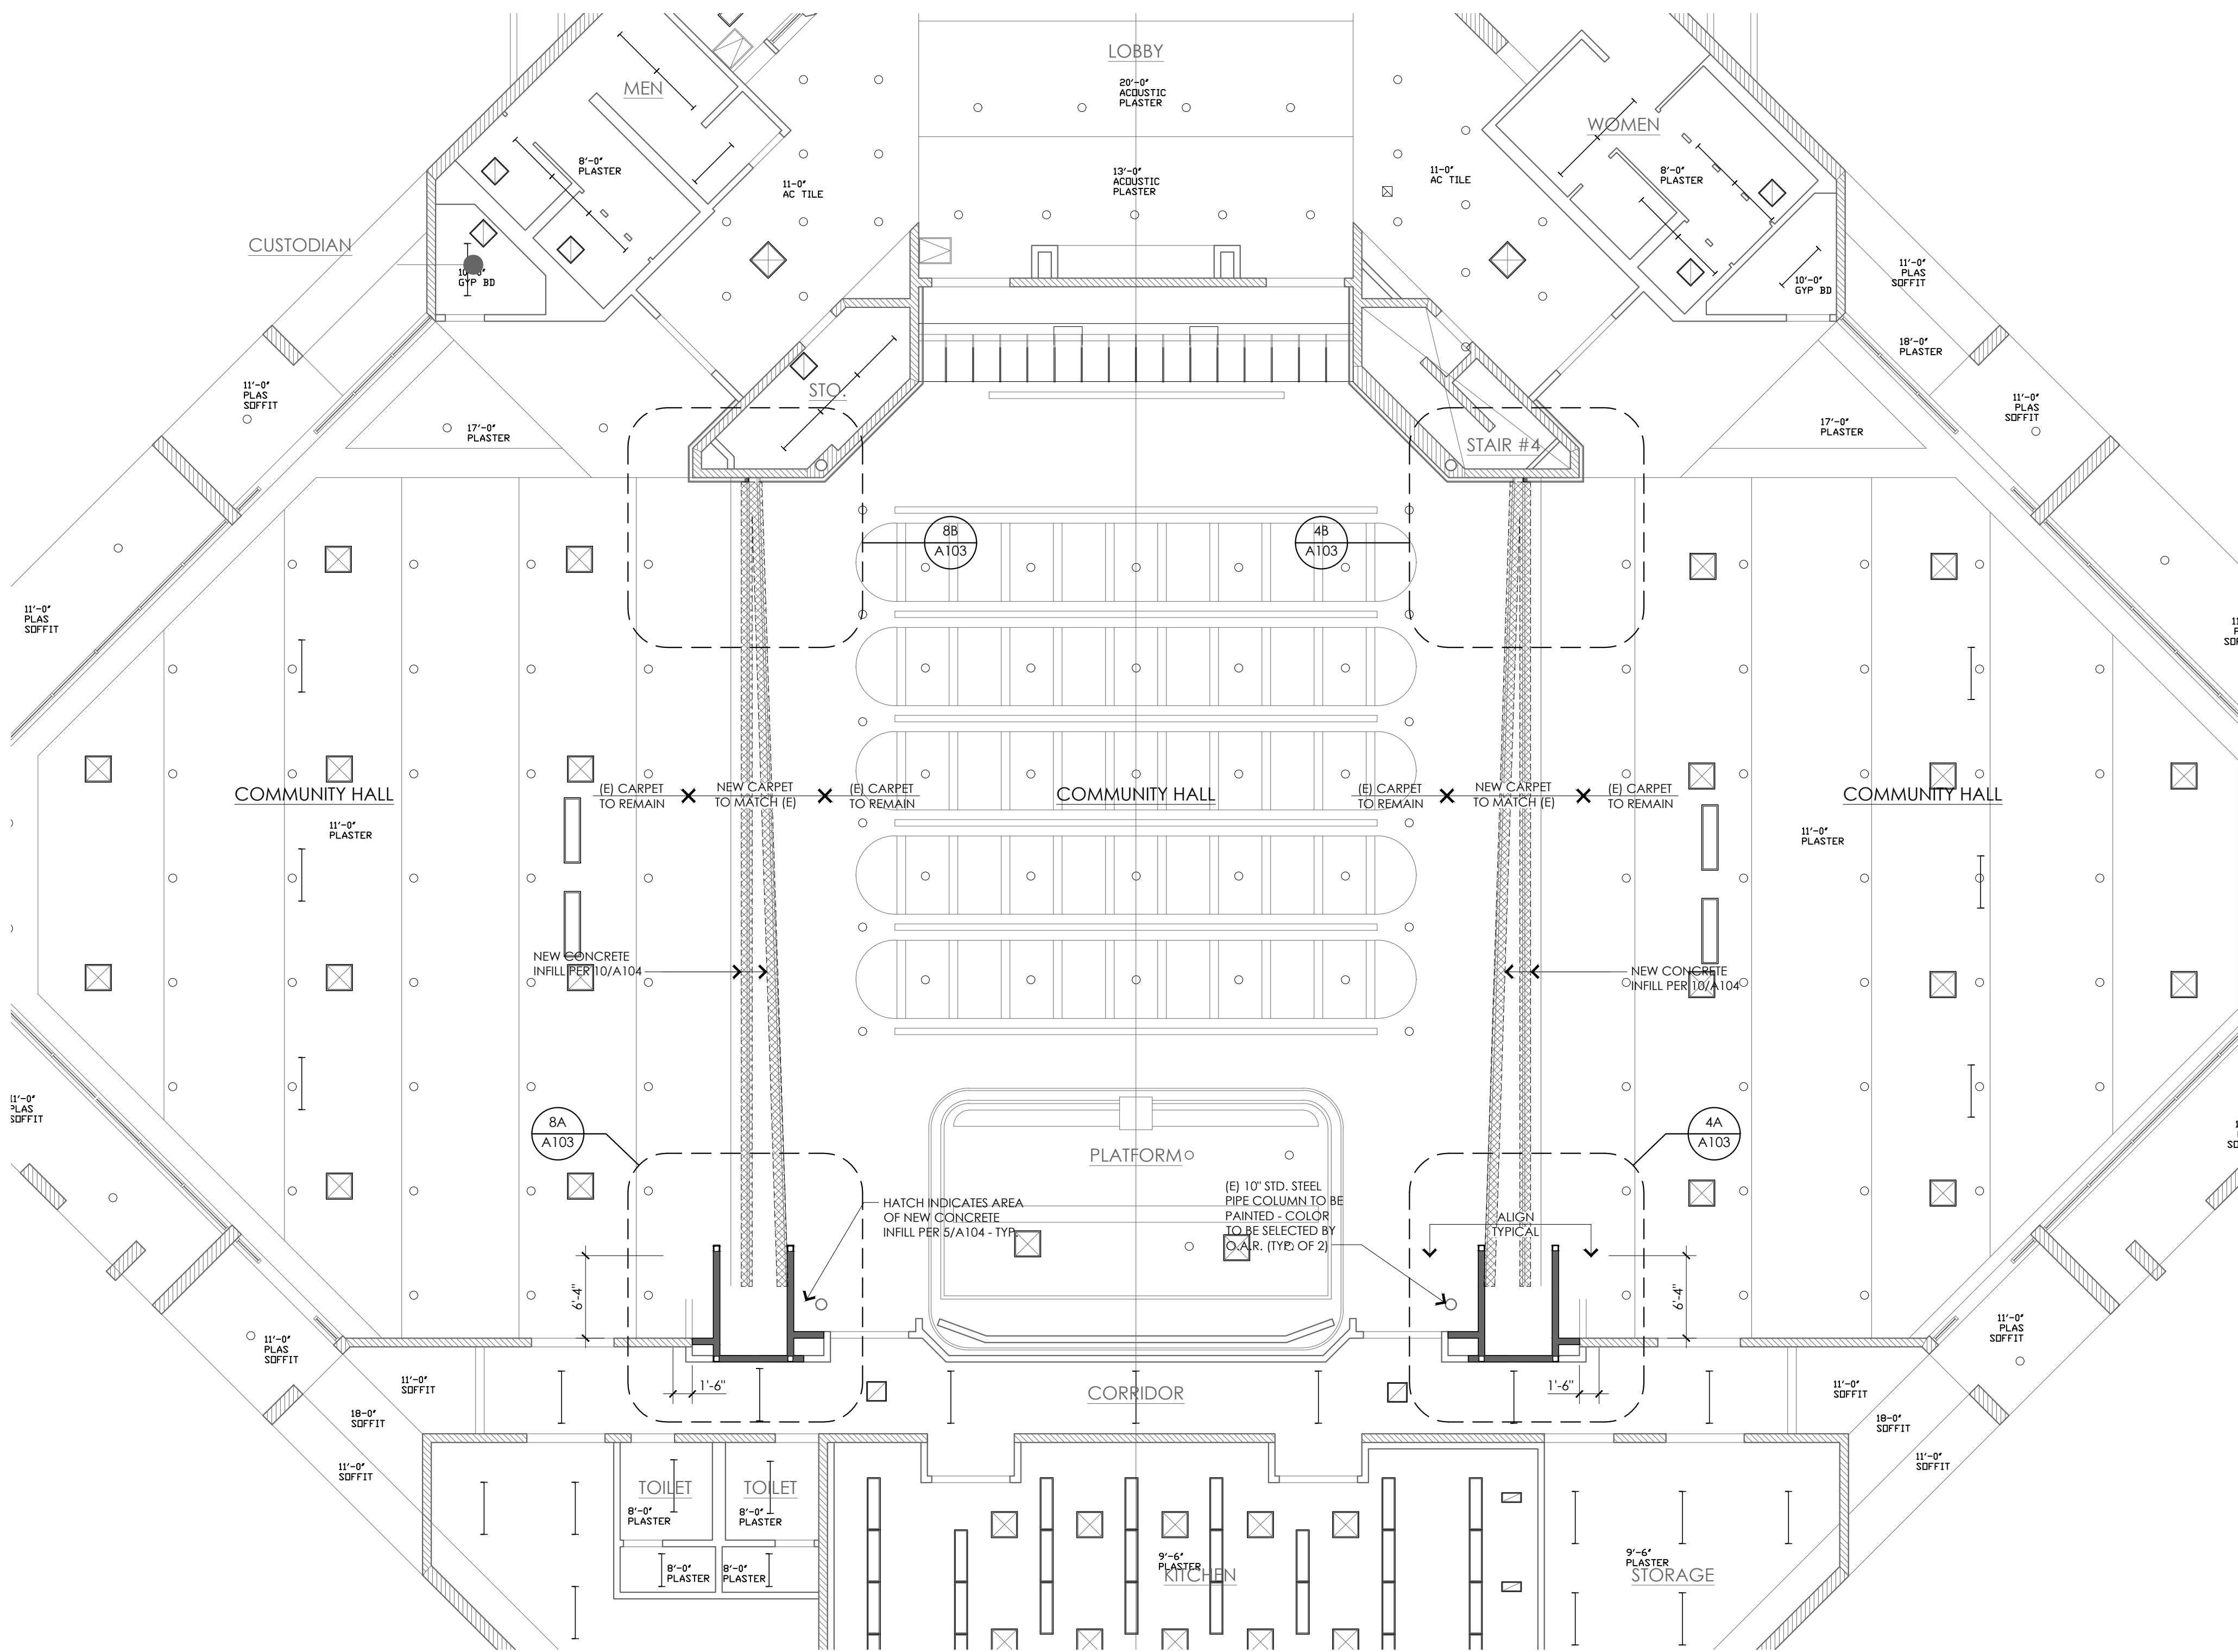 LOBBY
20'-0"
ACOUSTIC
PLASTER
MEN
WOMEN
8'-0"
PLASTER
11-0"
AC TILE
13'-0"
ACOUSTIC
PLASTER
11-0"
AC TILE
8'-0"
PLASTER
CUSTODIAN
GYP BD
10'-0"
GYP BD
11'-0"
PLAS
SOFFIT
18'-0"
PLASTER
11'-0"
PLAS
SOFFIT
STO.
11'-0"
PLAS
SOFFIT
17'-0"
PLASTER
STAIR #4
17'-0"
PLASTER
8B
A103
4B
A103
11'-0"
PLAS
SOFFIT
COMMUNITY HALL
11'-0"
PLASTER
(E) CARPET
TO REMAIN
NEW CARPET
TO MATCH (E)
(E) CARPET
TO REMAIN
COMMUNITY HALL
(E) CARPET
TO REMAIN
NEW CARPET
TO MATCH (E)
(E) CARPET
TO REMAIN
COMMUNITY HALL
11'-0"
PLASTER
NEW CONCRETE
INFILL PER 10/A104
NEW CONCRETE
INFILL PER 10/A104
11'-0"
PLAS
SOFFIT
8A
A103
4A
A103
PLATFORM
HATCH INDICATES AREA
OF NEW CONCRETE
INFILL PER 5/A104 - TYP.
(E) 10" STD. STEEL
PIPE COLUMN TO BE
PAINTED - COLOR
TO BE SELECTED BY
O.A.R. (TYP. OF 2)
ALIGN
TYPICAL
6'-4"
6'-4"
11'-0"
PLAS
SOFFIT
11'-0"
PLAS
SOFFIT
11'-0"
SOFFIT
1'-6"
CORRIDOR
1'-6"
11'-0"
SOFFIT
18-0"
SOFFIT
18-0"
SOFFIT
11'-0"
SOFFIT
11'-0"
SOFFIT
TOILET
8'-0"
PLASTER
TOILET
8'-0"
PLASTER
8'-0"
PLASTER
8'-0"
PLASTER
9'-6"
PLASTER
KITCHEN
9'-6"
PLASTER
STORAGE